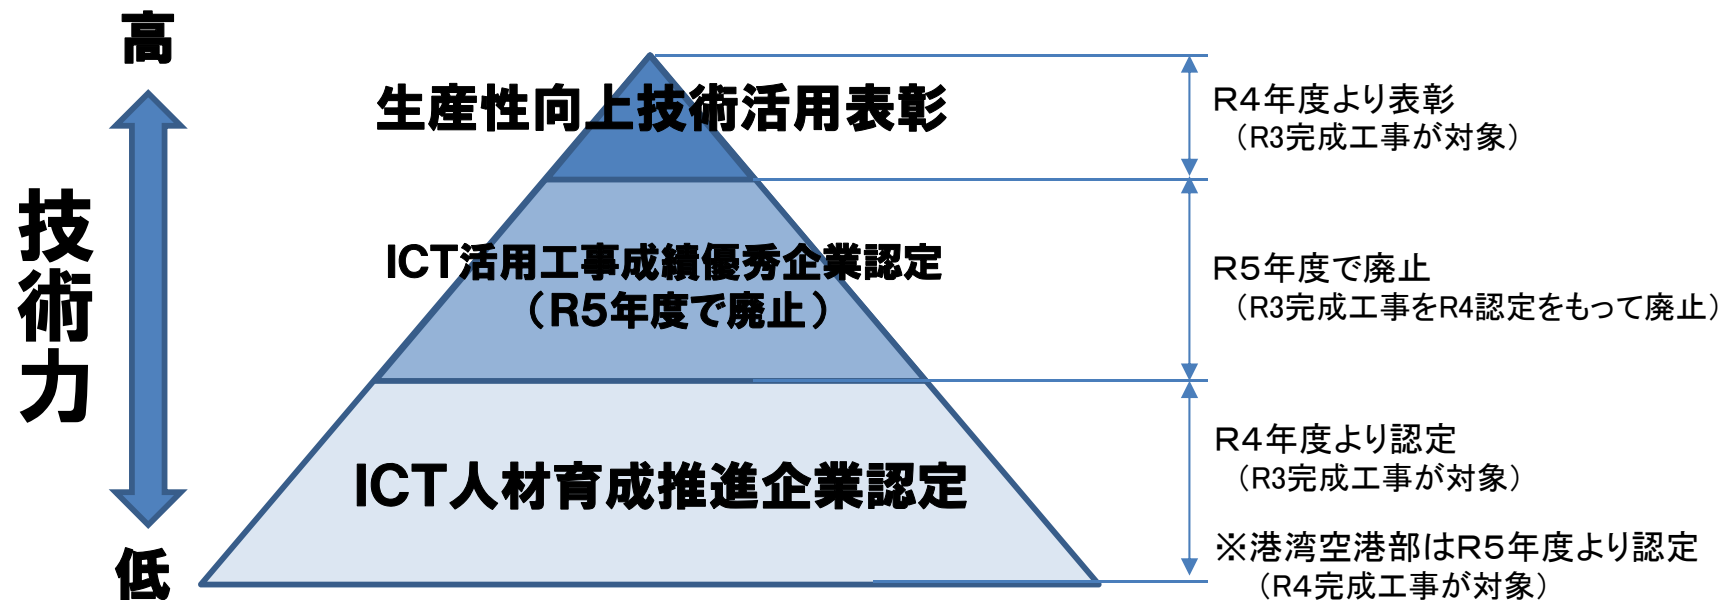 高
技術力
低
生産性向上技術活用表彰
ICT活用工事成績優秀企業認定
（R5年度で廃止）
ICT人材育成推進企業認定
R4年度より表彰
（R3完成工事が対象）
R5年度で廃止
（R3完成工事をR4認定をもって廃止）
R4年度より認定
（R3完成工事が対象）
※港湾空港部はR5年度より認定
（R4完成工事が対象）